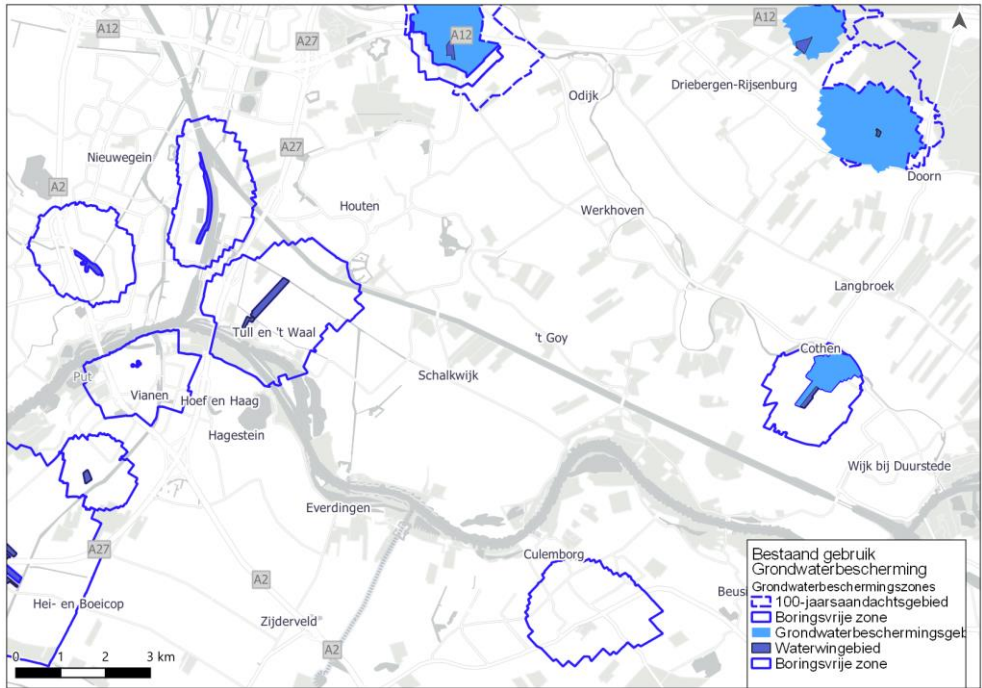 A12
A27
A12
A12
Driebergen-Rijsenburg
Odijk
A27
Nieuwegein
A2
Doorn
Houten
Werkhoven
Langbroek
Tull en 't Waal
't Goy
Cothen
Put
Schalkwijk
Vianen
Hoef en Haag
Hagestein
Wijk bij Duurstede
Everdingen
A27
Culemborg
A2
Hei- en Boeicop
Beus
Zijderveld
A2
0 1 2 3 km
Bestaand gebruik
Grondwaterbescherming
Grondwaterbeschermingszones
100-jaarsaandachtsgebied
Boringsvrije zone
Grondwaterbeschermingsgeb
Waterwingebied
Boringsvrije zone